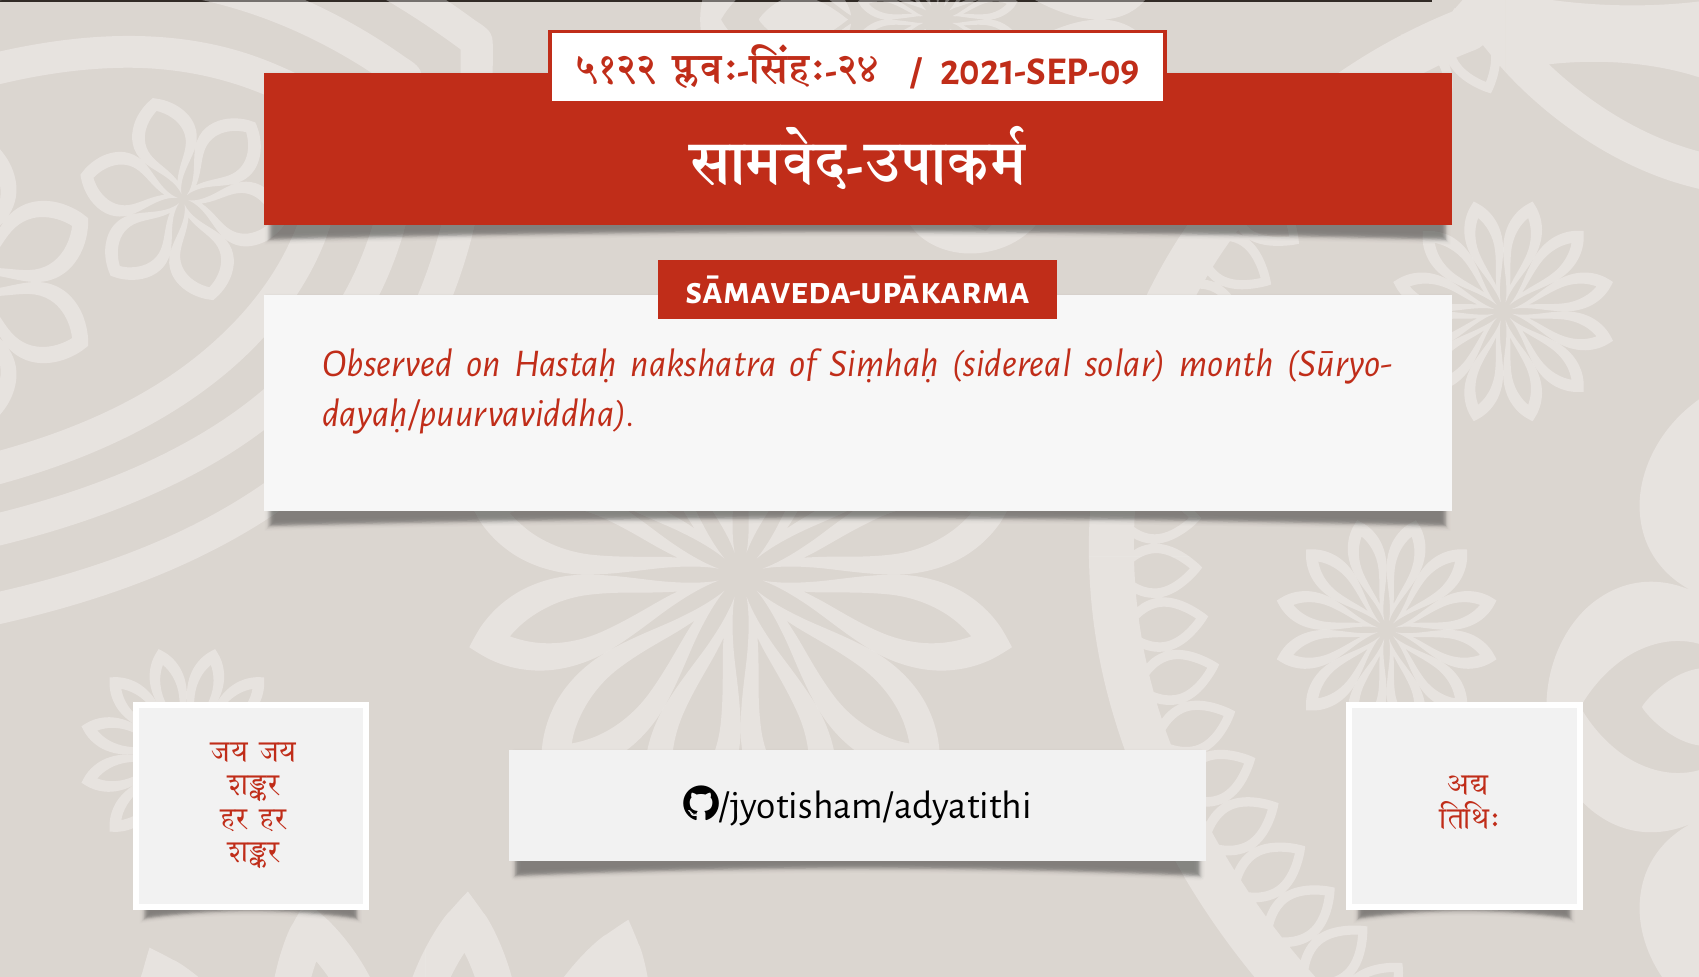 ५१२२ प्लवः-सिंहः-२४ / 2021-SEP-09
सामवेद-उपाकर्म
SĀMAVEDA-UPĀKARMA
Observed on Hastaḥ nakshatra of Siṃhaḥ (sidereal solar) month (Sūryo-
dayaḥ/puurvaviddha).
जय जय
शङ्कर
हर हर
शङ्कर
/jyotisham/adyatithi
अद्य
तिथिः